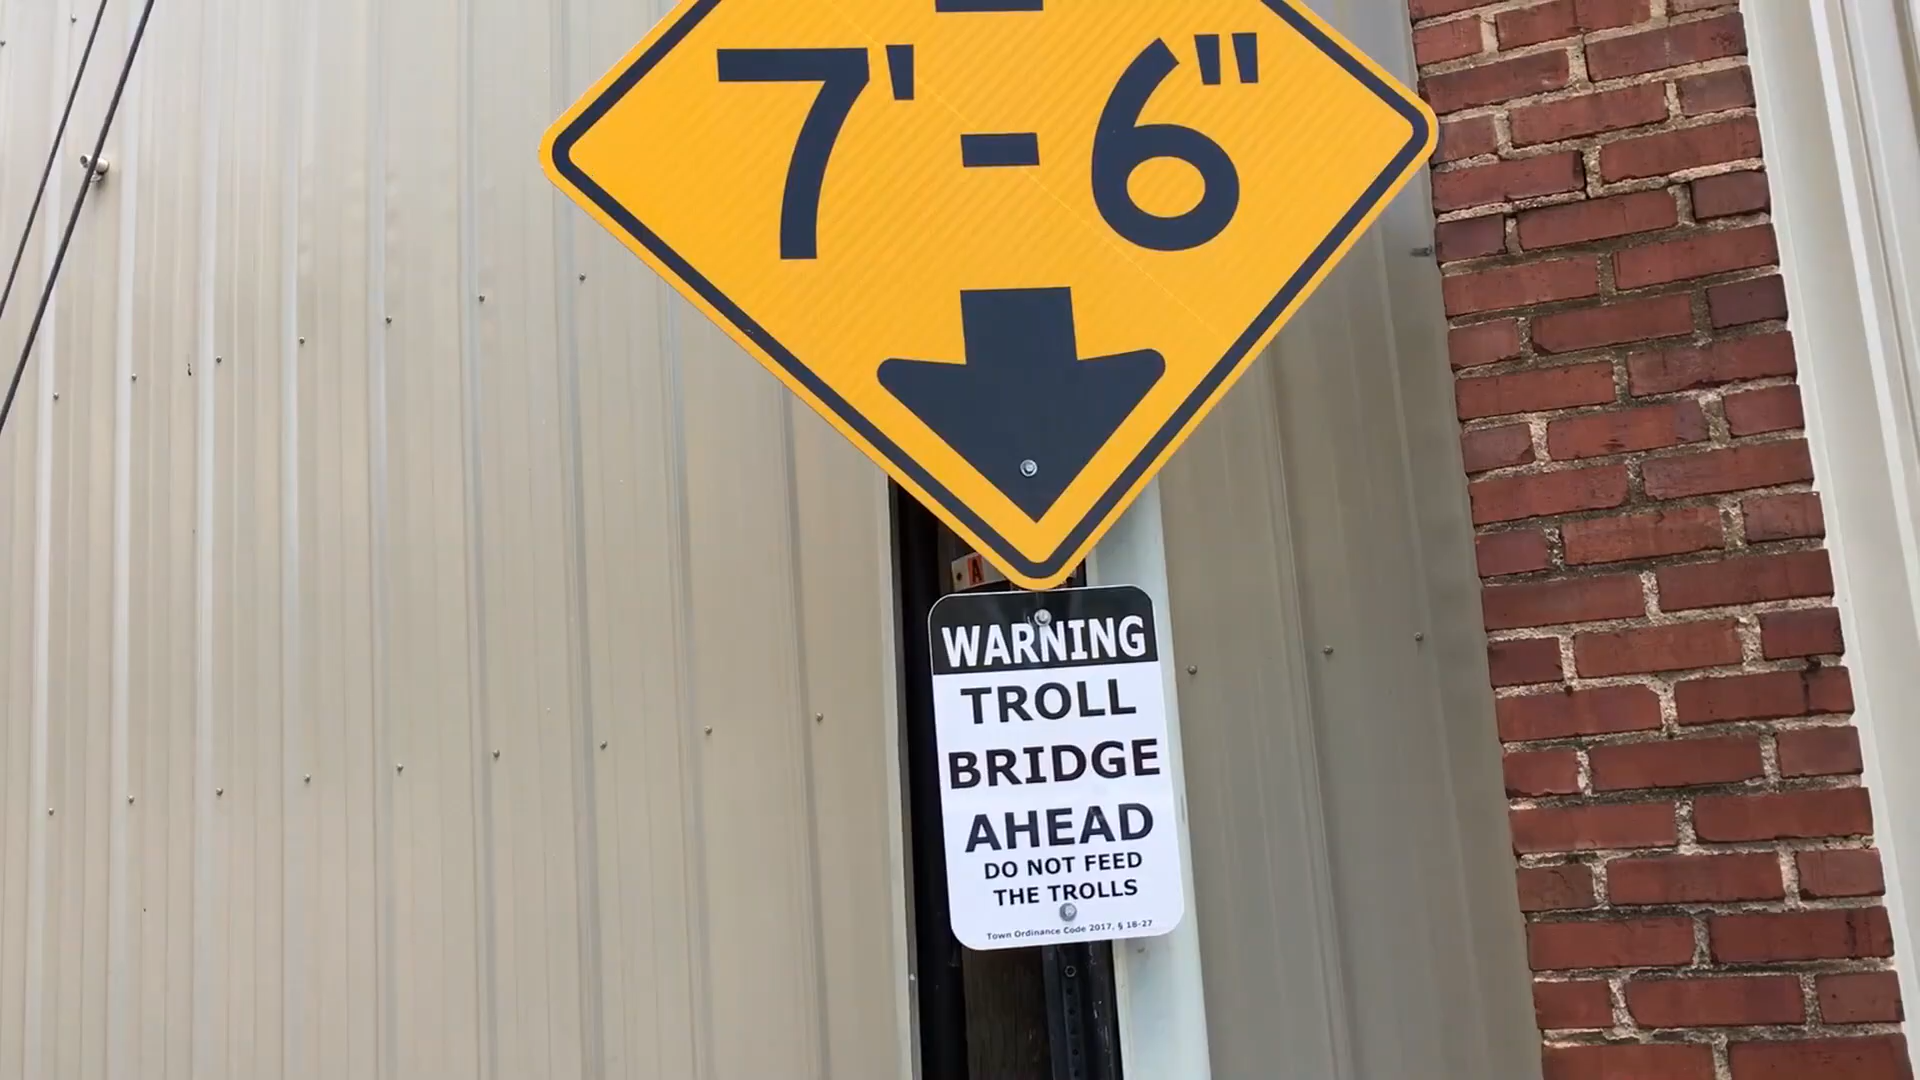 7'-6"
A
WARNING
TROLL
BRIDGE
AHEAD
DO NOT FEED
THE TROLLS
Town Ordinance Code 2017, § 18-27